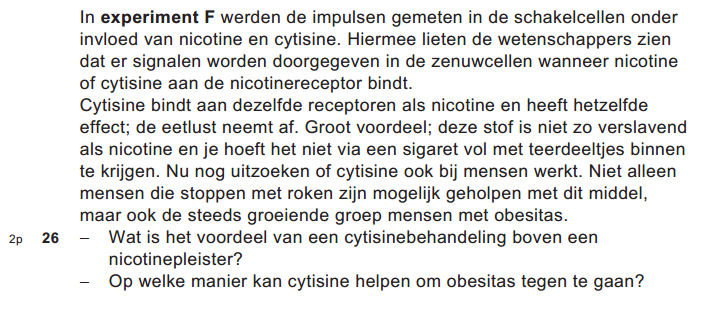 In experiment F werden de impulsen gemeten in de schakelcellen onder
invloed van nicotine en cytisine. Hiermee lieten de wetenschappers zien
dat er signalen worden doorgegeven in de zenuwcellen wanneer nicotine
of cytisine aan de nicotinereceptor bindt.
Cytisine bindt aan dezelfde receptoren als nicotine en heeft hetzelfde
effect; de eetlust neemt af. Groot voordeel; deze stof is niet zo verslavend
als nicotine en je hoeft het niet via een sigaret vol met teerdeeltjes binnen
te krijgen. Nu nog uitzoeken of cytisine ook bij mensen werkt. Niet alleen
mensen die stoppen met roken zijn mogelijk geholpen met dit middel,
maar ook de steeds groeiende groep mensen met obesitas.
2p 26 – Wat is het voordeel van een cytisinebehandeling boven een
nicotinepleister?
– Op welke manier kan cytisine helpen om obesitas tegen te gaan?